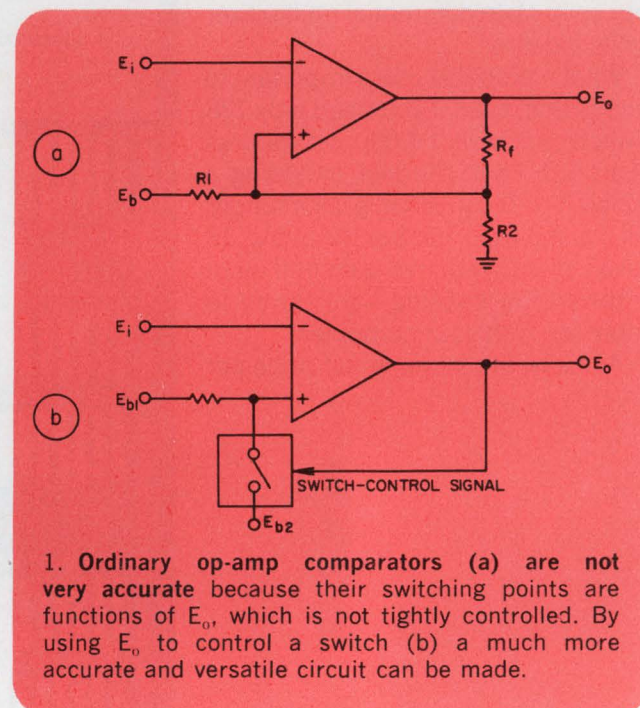 a
E_i
−
+
E_o
R_f
R1
E_b
R2
b
E_i
−
E_b1
+
E_o
SWITCH-CONTROL SIGNAL
E_b2
1. Ordinary op-amp comparators (a) are not
very accurate because their switching points are
functions of E_o, which is not tightly controlled. By
using E_o to control a switch (b) a much more
accurate and versatile circuit can be made.